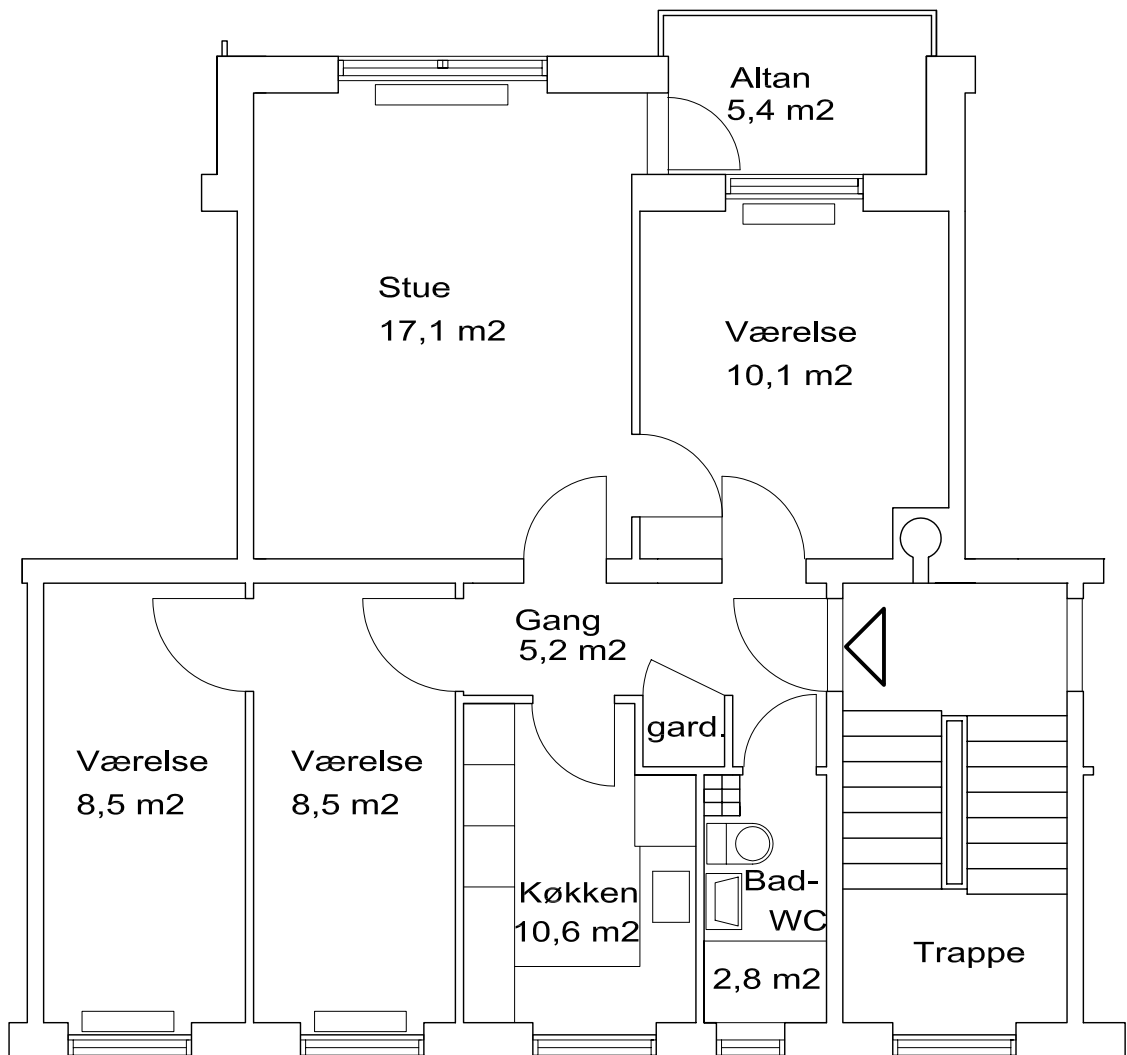 Altan
5,4 m2
Stue
17,1 m2
Værelse
10,1 m2
Gang
5,2 m2
gard.
Værelse
8,5 m2
Værelse
8,5 m2
Køkken
10,6 m2
Bad-
WC
2,8 m2
Trappe